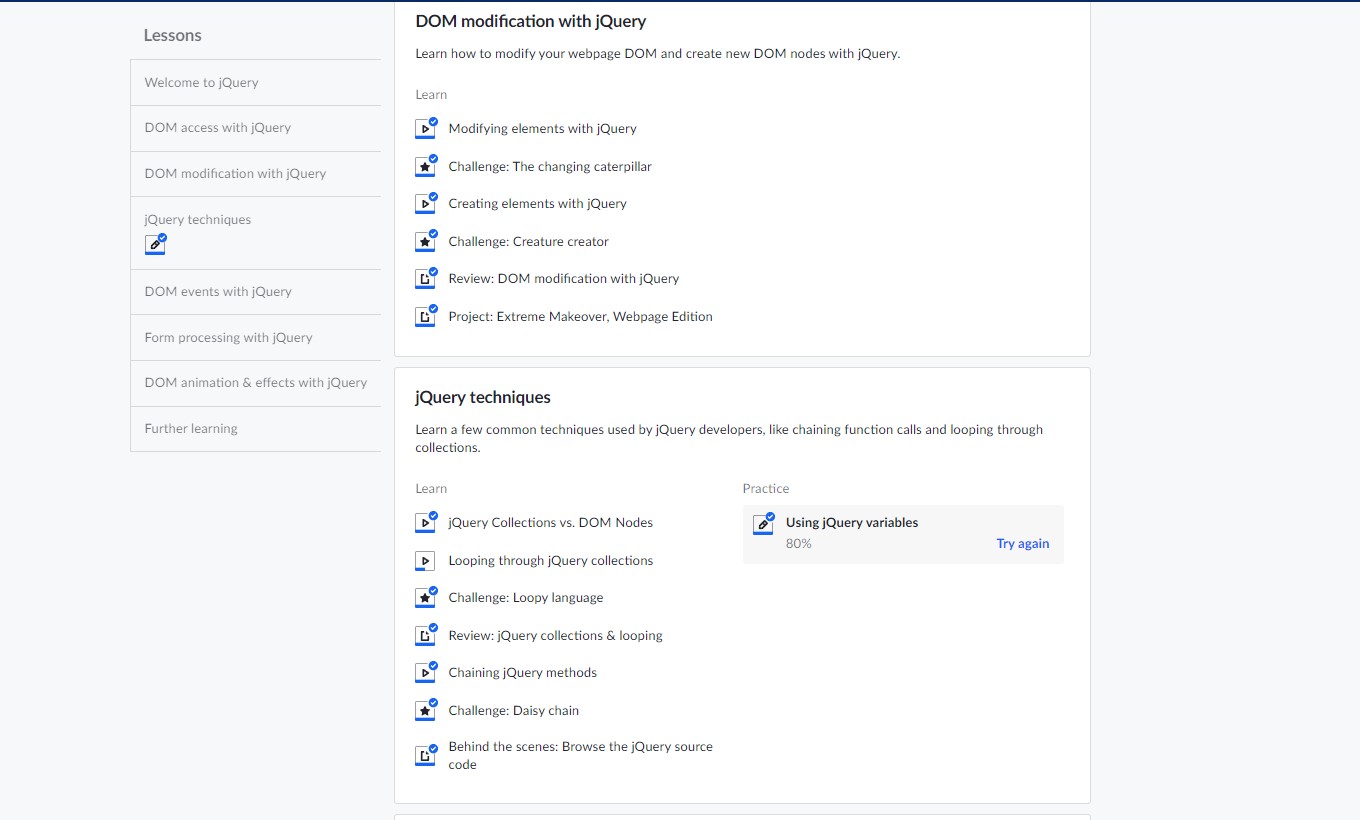 Lessons
Welcome to jQuery
DOM access with jQuery
DOM modification with jQuery
jQuery techniques
DOM events with jQuery
Form processing with jQuery
DOM animation & effects with jQuery
Further learning
DOM modification with jQuery
Learn how to modify your webpage DOM and create new DOM nodes with jQuery.
Learn
Modifying elements with jQuery
Challenge: The changing caterpillar
Creating elements with jQuery
Challenge: Creature creator
Review: DOM modification with jQuery
Project: Extreme Makeover, Webpage Edition
jQuery techniques
Learn a few common techniques used by jQuery developers, like chaining function calls and looping through
collections.
Learn
jQuery Collections vs. DOM Nodes
Looping through jQuery collections
Challenge: Loopy language
Review: jQuery collections & looping
Chaining jQuery methods
Challenge: Daisy chain
Behind the scenes: Browse the jQuery source
code
Practice
Using jQuery variables
80%
Try again